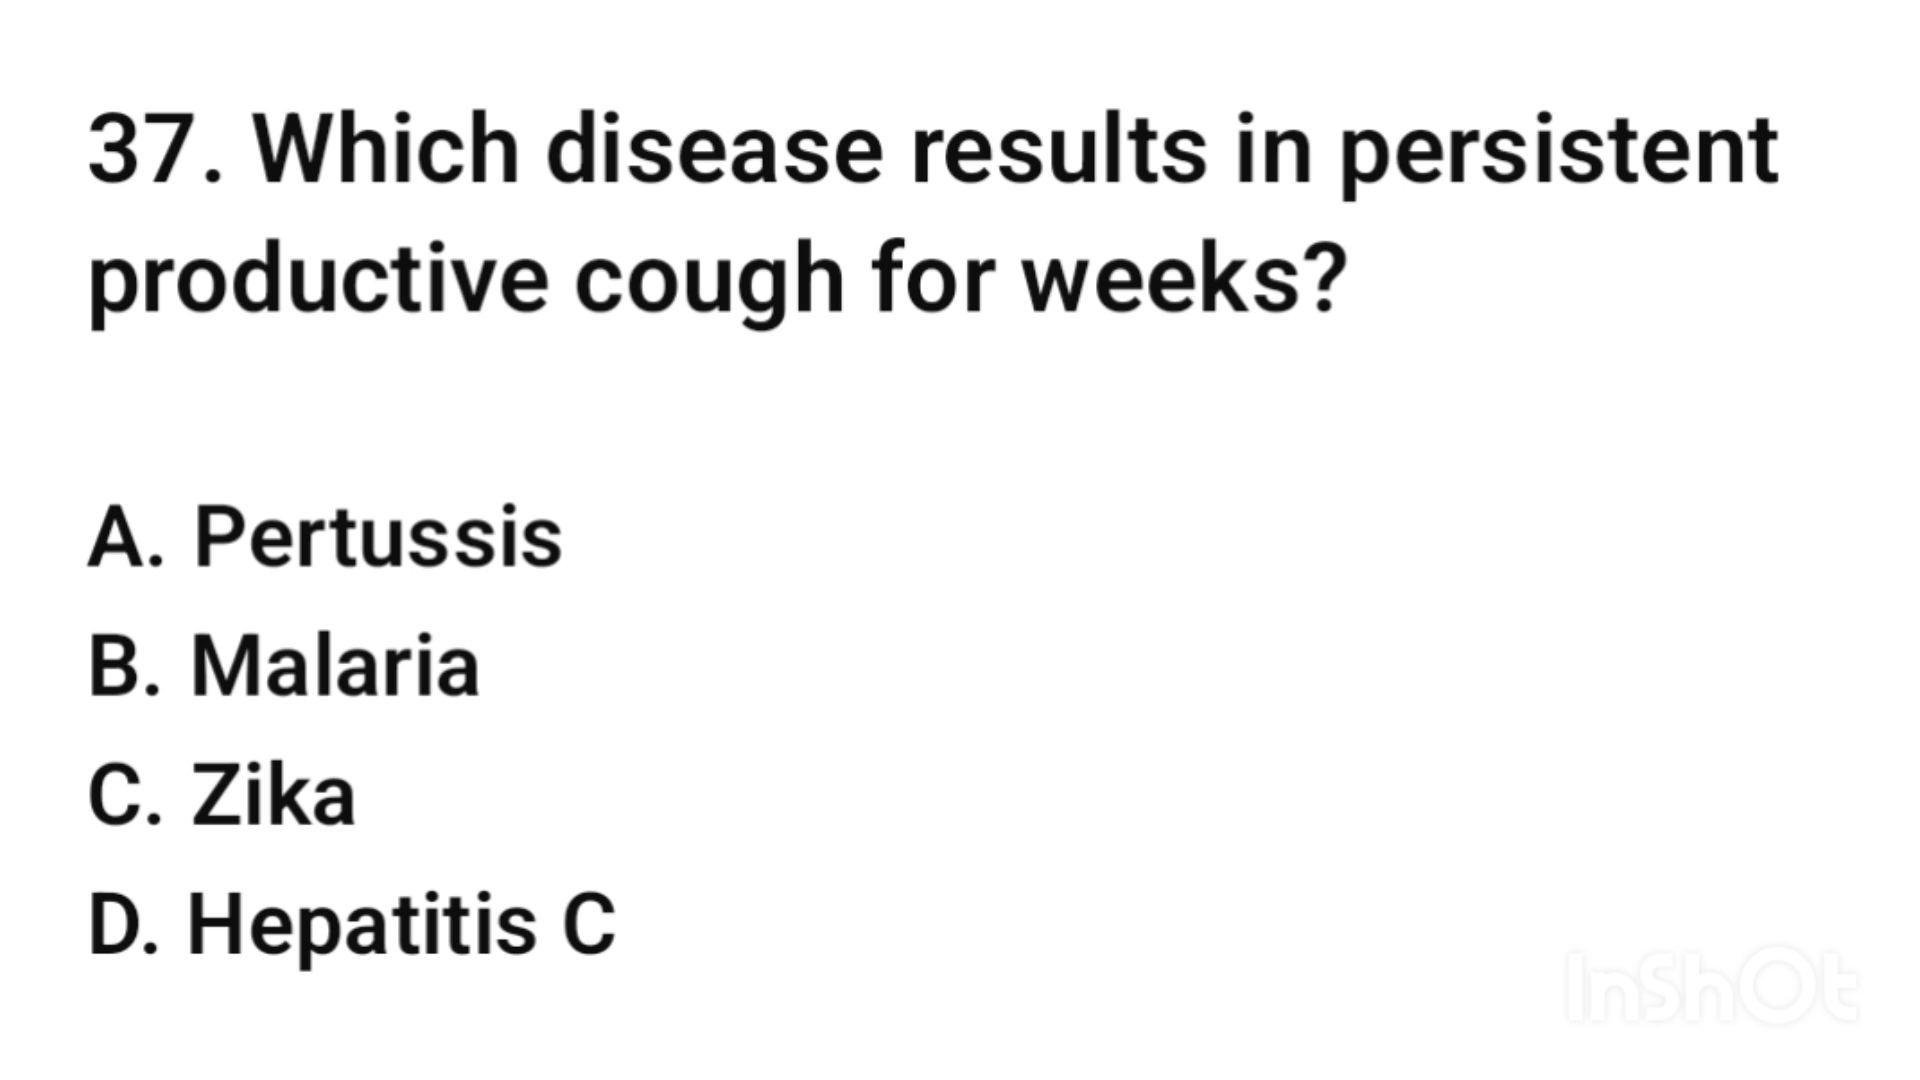 37. Which disease results in persistent
productive cough for weeks?
A. Pertussis
B. Malaria
C. Zika
D. Hepatitis C
InShOt